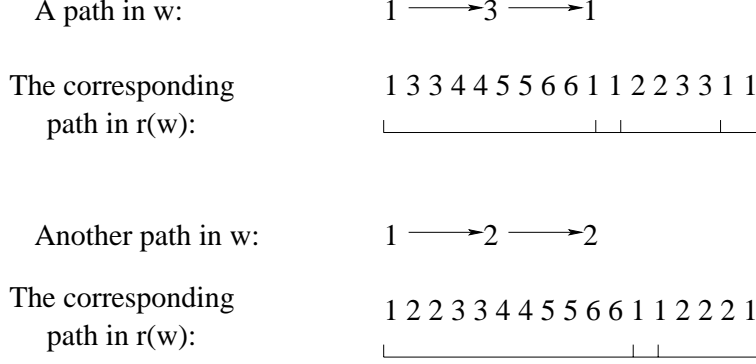 A path in w: 1 3 1
The corresponding 1 3 3 4 4 5 5 6 6 1 1 2 2 3 3 1 1
path in r(w):
Another path in w: 1 2 2
The corresponding 1 2 2 3 3 4 4 5 5 6 6 1 1 2 2 2 1
path in r(w):